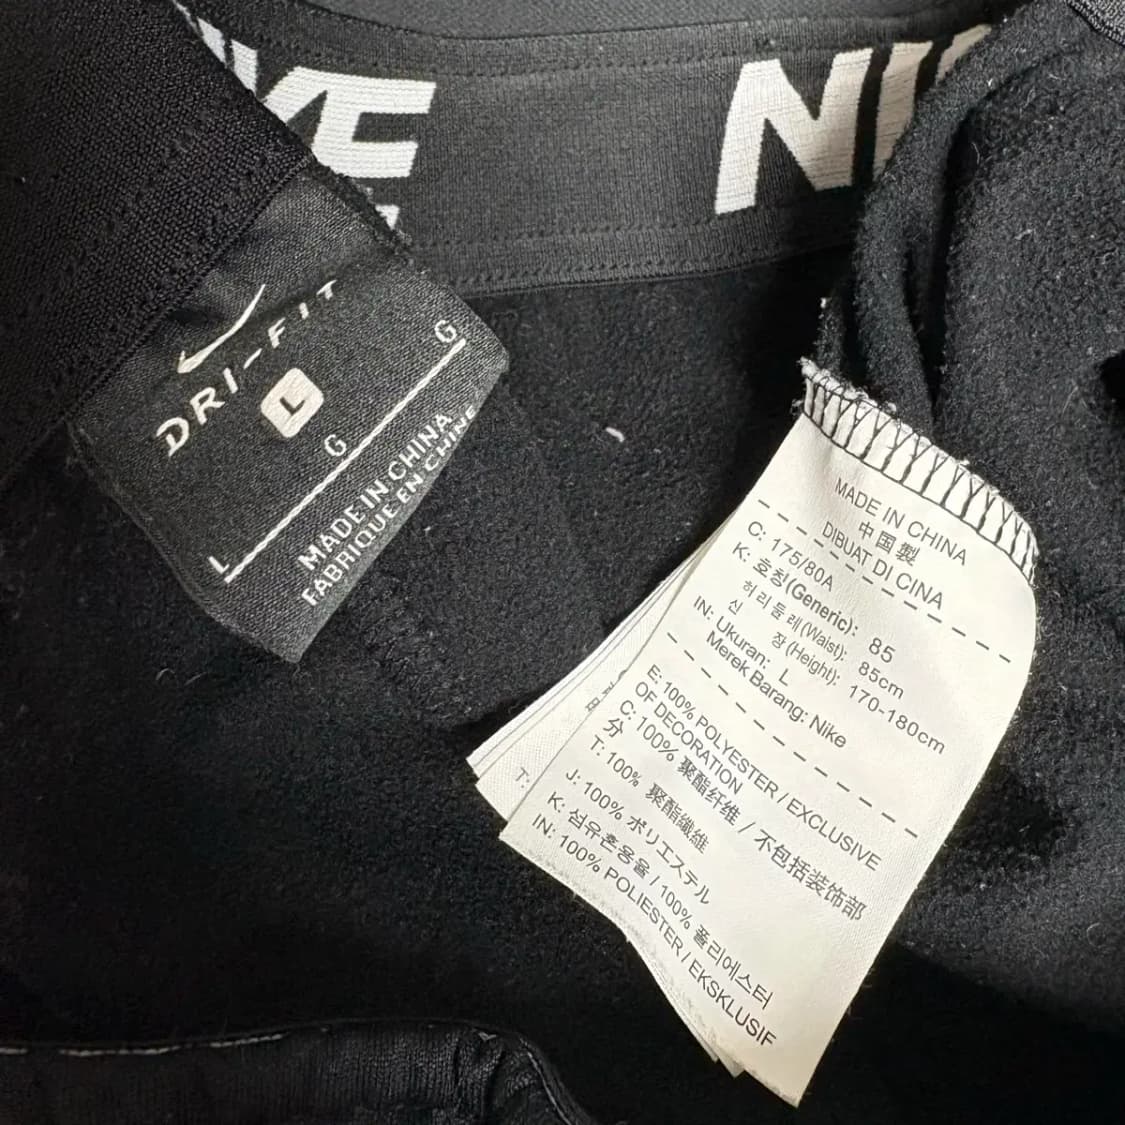 NIKE
NIK
DRI-FIT
L
G
G
L
MADE IN CHINA
FABRIQUE EN CHINE
MADE IN CHINA
中国製
DIBUAT DI CINA
C: 175/80A
K: 호칭(Generic): 85
허리둘레(Waist): 85cm
신 장(Height): 170-180cm
IN: Ukuran: L
Merek Barang: Nike
E: 100% POLYESTER / EXCLUSIVE
OF DECORATION
C: 100% 聚酯纤维 / 不包括装饰部
分
T: 100% 聚酯纖維
J: 100% ポリエステル
K: 섬유혼용율 / 100% 폴리에스터
IN: 100% POLIESTER / EKSKLUSIF
T: